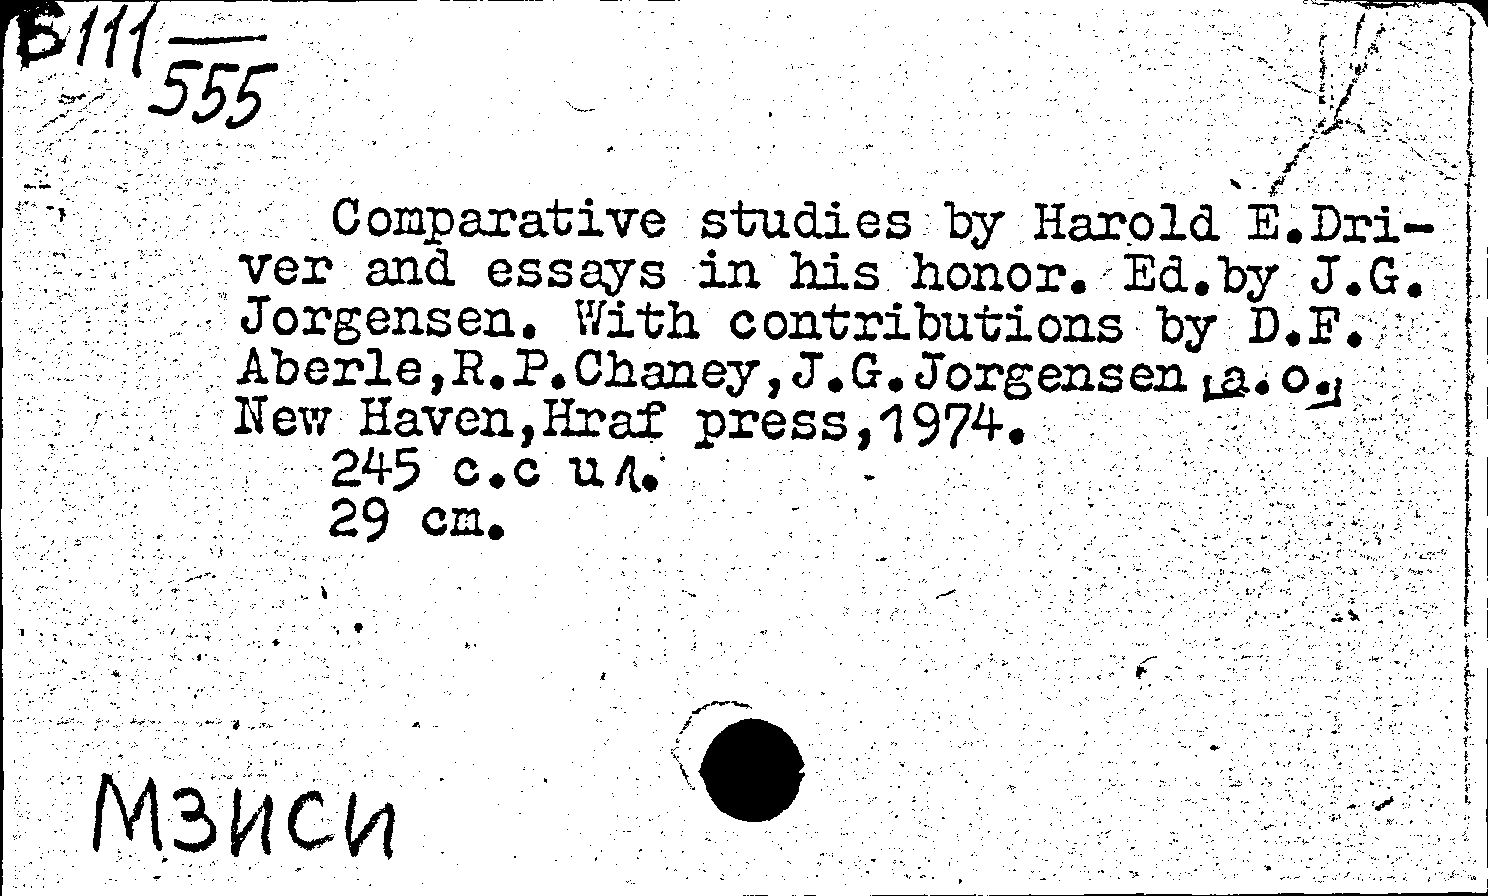 Б111
555
Comparative studies by Harold E.Dri-
ver and essays in his honor. Ed.by J.G.
Jorgensen. With contributions by D.F.
Aberle,R.P.Chaney,J.G.Jorgensen [a.o.]
New Haven,Hraf press,1974.
245 с.с ил.
29 cm.
МЗИСИ